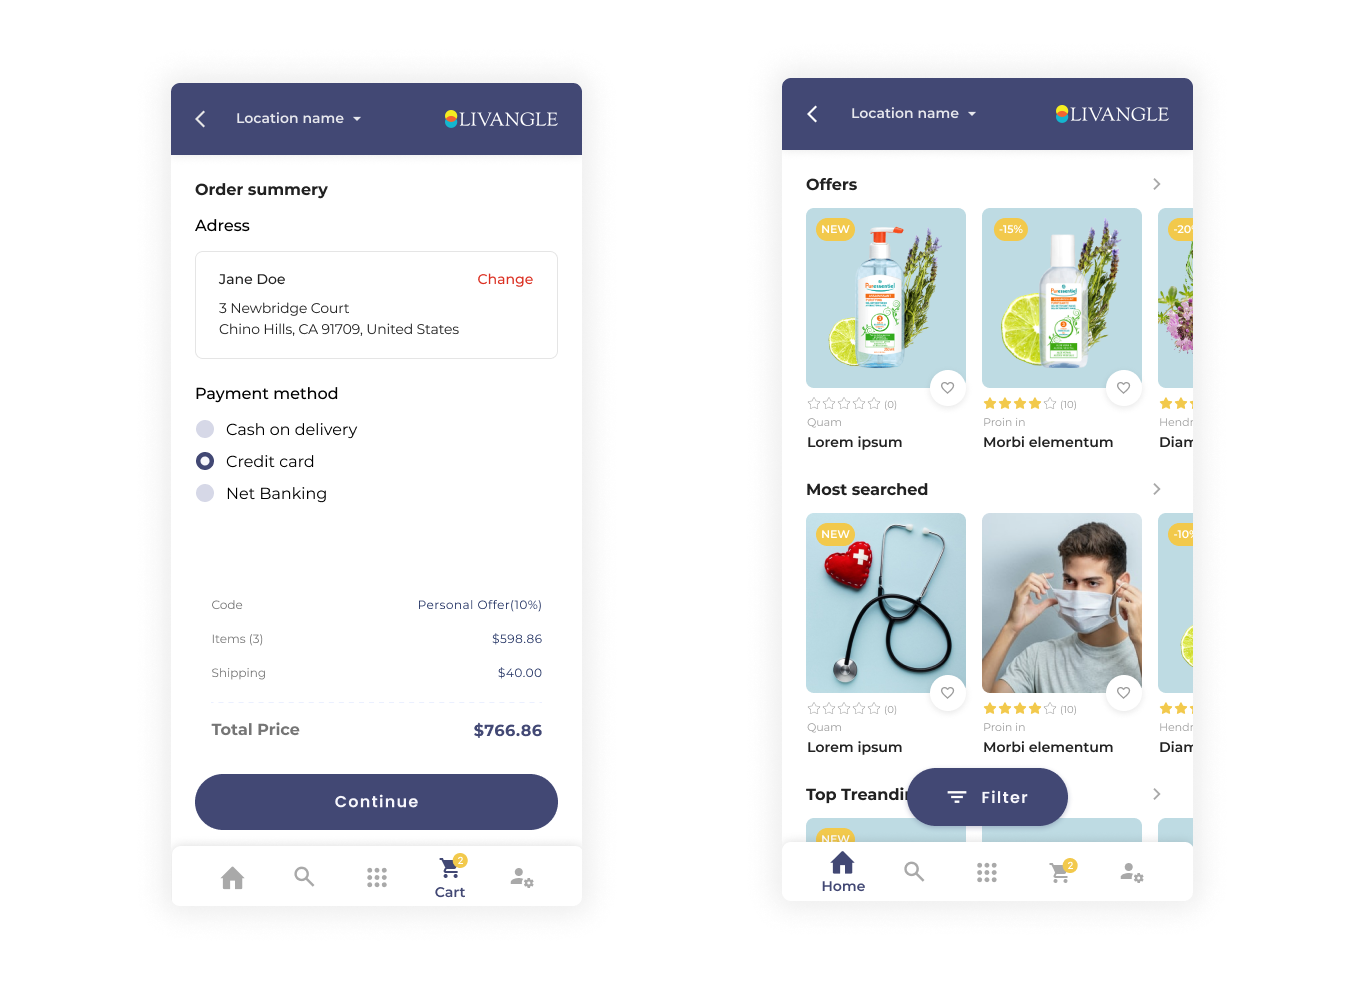 Location name
LIVANGLE
Order summery
Adress
Jane Doe
Change
3 Newbridge Court
Chino Hills, CA 91709, United States
Payment method
Cash on delivery
Credit card
Net Banking
Code
Personal Offer(10%)
Items (3)
$598.86
Shipping
$40.00
Total Price
$766.86
Continue
2
Cart
Location name
LIVANGLE
Offers
NEW
Puressentiel
-15%
Puressentiel
-20%
(0)
(10)
Quam
Proin in
Hendr
Lorem ipsum
Morbi elementum
Diam
Most searched
NEW
-10%
(0)
(10)
Quam
Proin in
Hendr
Lorem ipsum
Morbi elementum
Diam
Top Treandin
Filter
NEW
2
Home